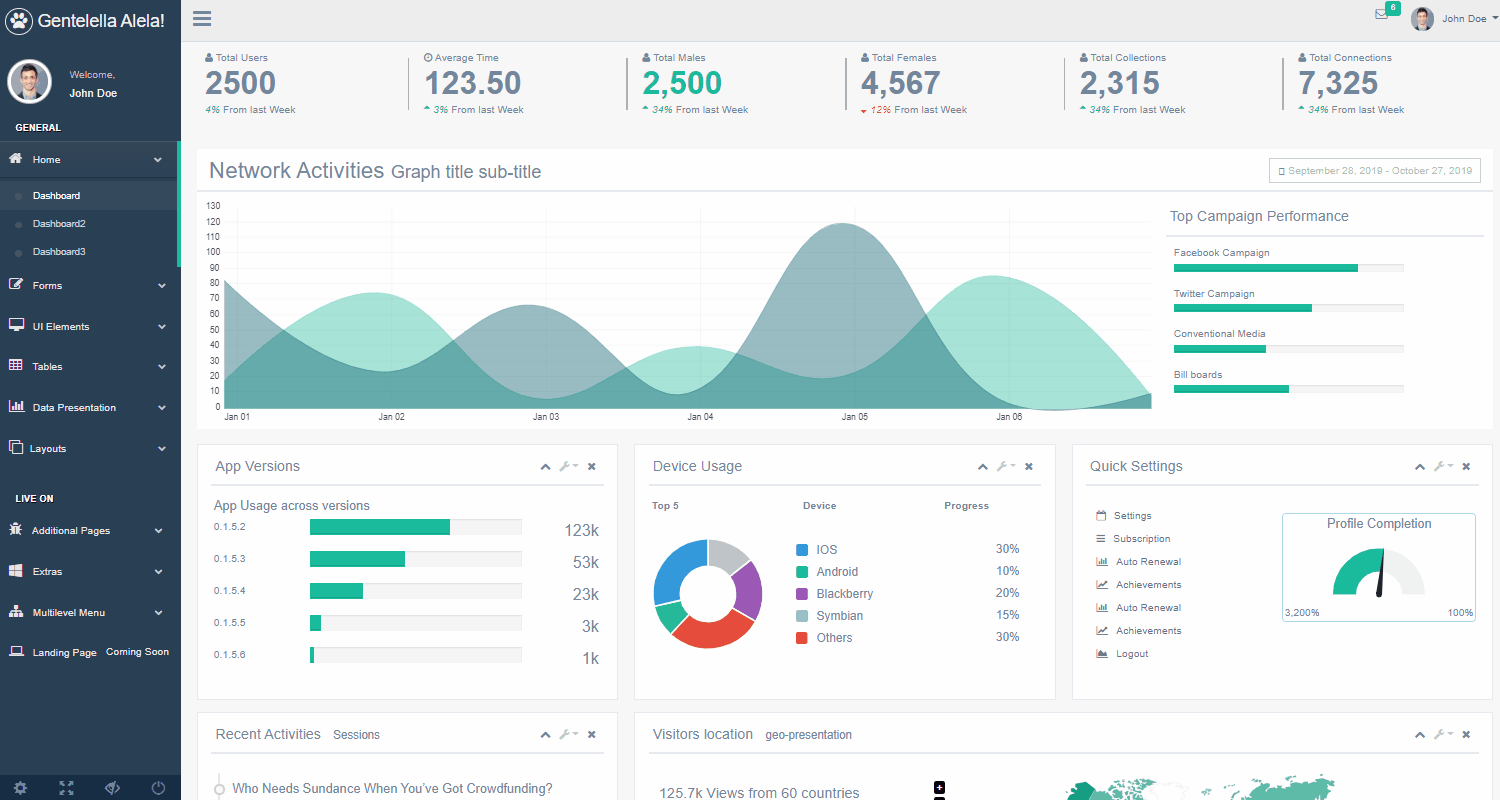 Gentelella Alela!
6
John Doe
Welcome,
John Doe
GENERAL
Home
Dashboard
Dashboard2
Dashboard3
Forms
UI Elements
Tables
Data Presentation
Layouts
LIVE ON
Additional Pages
Extras
Multilevel Menu
Landing Page Coming Soon
Total Users
2500
4% From last Week
Average Time
123.50
3% From last Week
Total Males
2,500
34% From last Week
Total Females
4,567
12% From last Week
Total Collections
2,315
34% From last Week
Total Connections
7,325
34% From last Week
Network Activities Graph title sub-title
September 28, 2019 - October 27, 2019
130
120
110
100
90
80
70
60
50
40
30
20
10
0
Jan 01 Jan 02 Jan 03 Jan 04 Jan 05 Jan 06
Top Campaign Performance
Facebook Campaign
Twitter Campaign
Conventional Media
Bill boards
App Versions
App Usage across versions
0.1.5.2 123k
0.1.5.3 53k
0.1.5.4 23k
0.1.5.5 3k
0.1.5.6 1k
Device Usage
Top 5 Device Progress
IOS 30%
Android 10%
Blackberry 20%
Symbian 15%
Others 30%
Quick Settings
Settings
Subscription
Auto Renewal
Achievements
Auto Renewal
Achievements
Logout
Profile Completion
3,200% 100%
Recent Activities Sessions
Who Needs Sundance When You've Got Crowdfunding?
Visitors location geo-presentation
125.7k Views from 60 countries
+